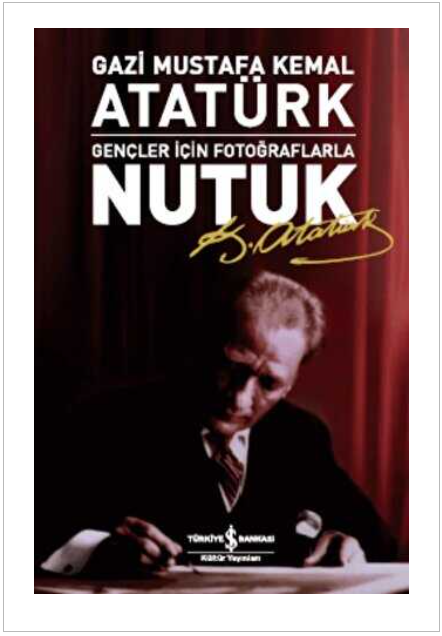 GAZİ MUSTAFA KEMAL
ATATÜRK
GENÇLER İÇİN FOTOĞRAFLARLA
NUTUK
K. Atatürk
TÜRKİYE İŞ BANKASI
Kültür Yayınları